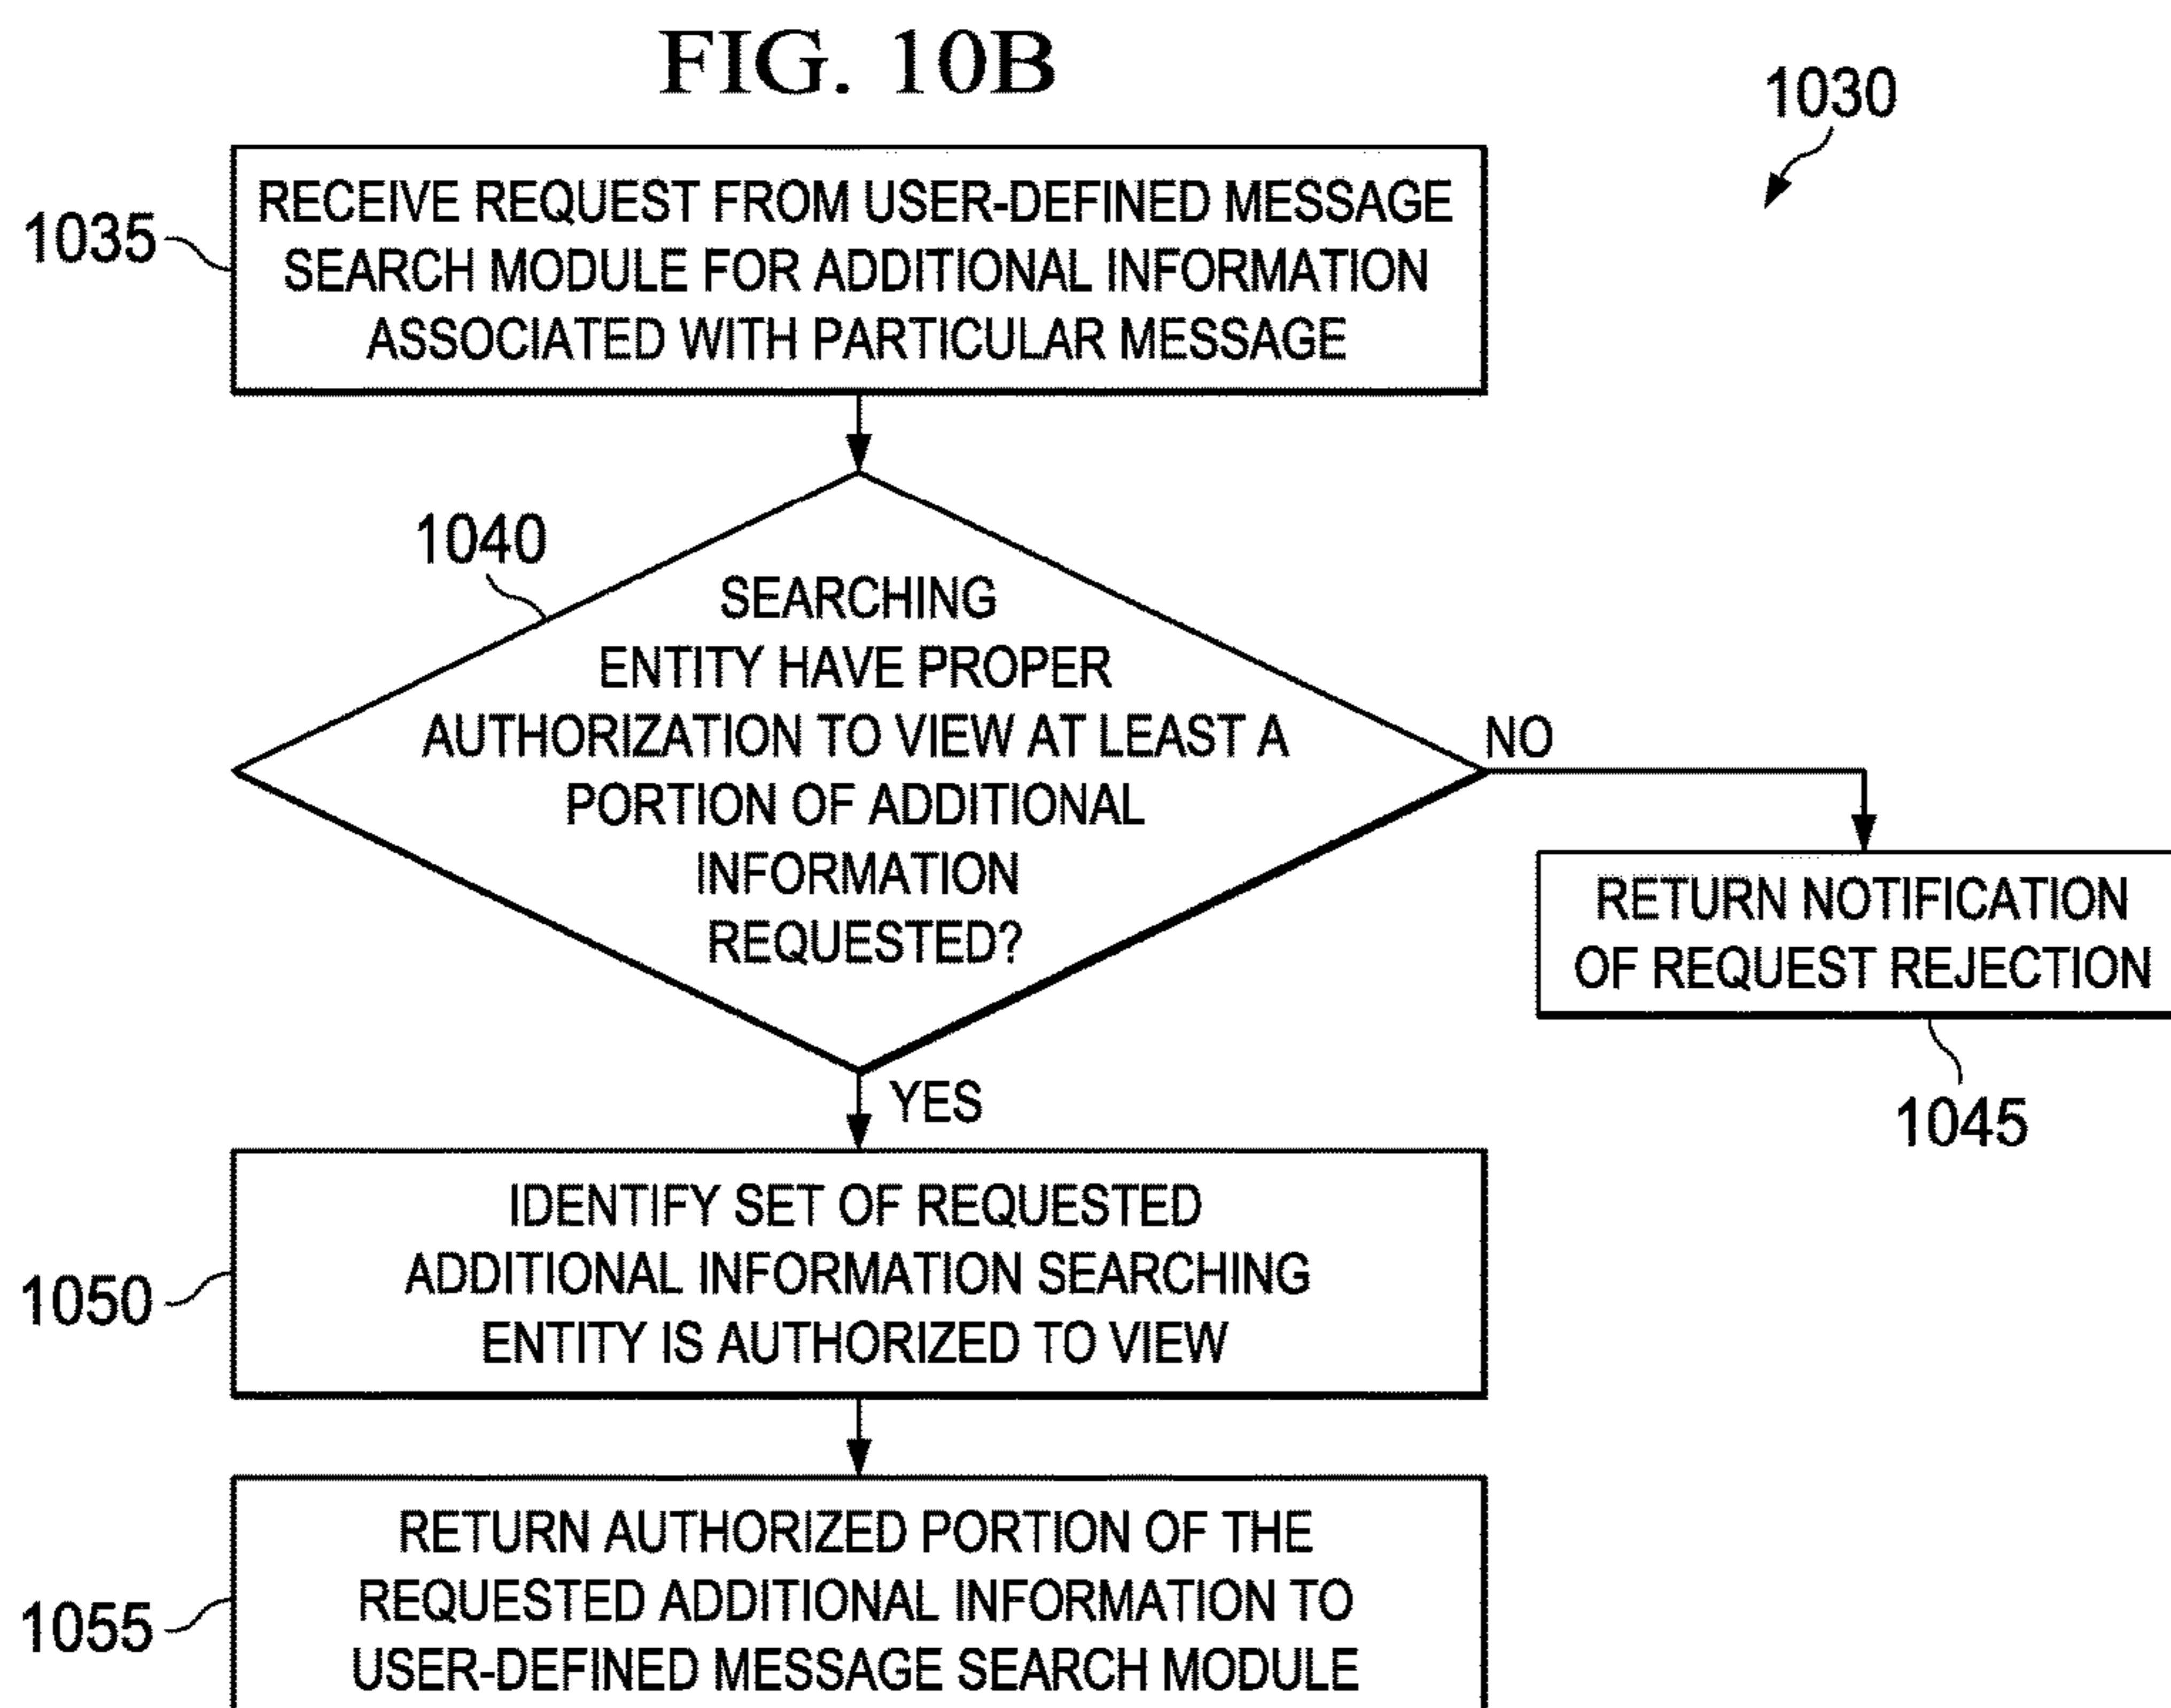 FIG. 10B
1030
1035
RECEIVE REQUEST FROM USER-DEFINED MESSAGE
SEARCH MODULE FOR ADDITIONAL INFORMATION
ASSOCIATED WITH PARTICULAR MESSAGE
1040
SEARCHING
ENTITY HAVE PROPER
AUTHORIZATION TO VIEW AT LEAST A
PORTION OF ADDITIONAL
INFORMATION
REQUESTED?
NO
RETURN NOTIFICATION
OF REQUEST REJECTION
1045
YES
1050
IDENTIFY SET OF REQUESTED
ADDITIONAL INFORMATION SEARCHING
ENTITY IS AUTHORIZED TO VIEW
1055
RETURN AUTHORIZED PORTION OF THE
REQUESTED ADDITIONAL INFORMATION TO
USER-DEFINED MESSAGE SEARCH MODULE